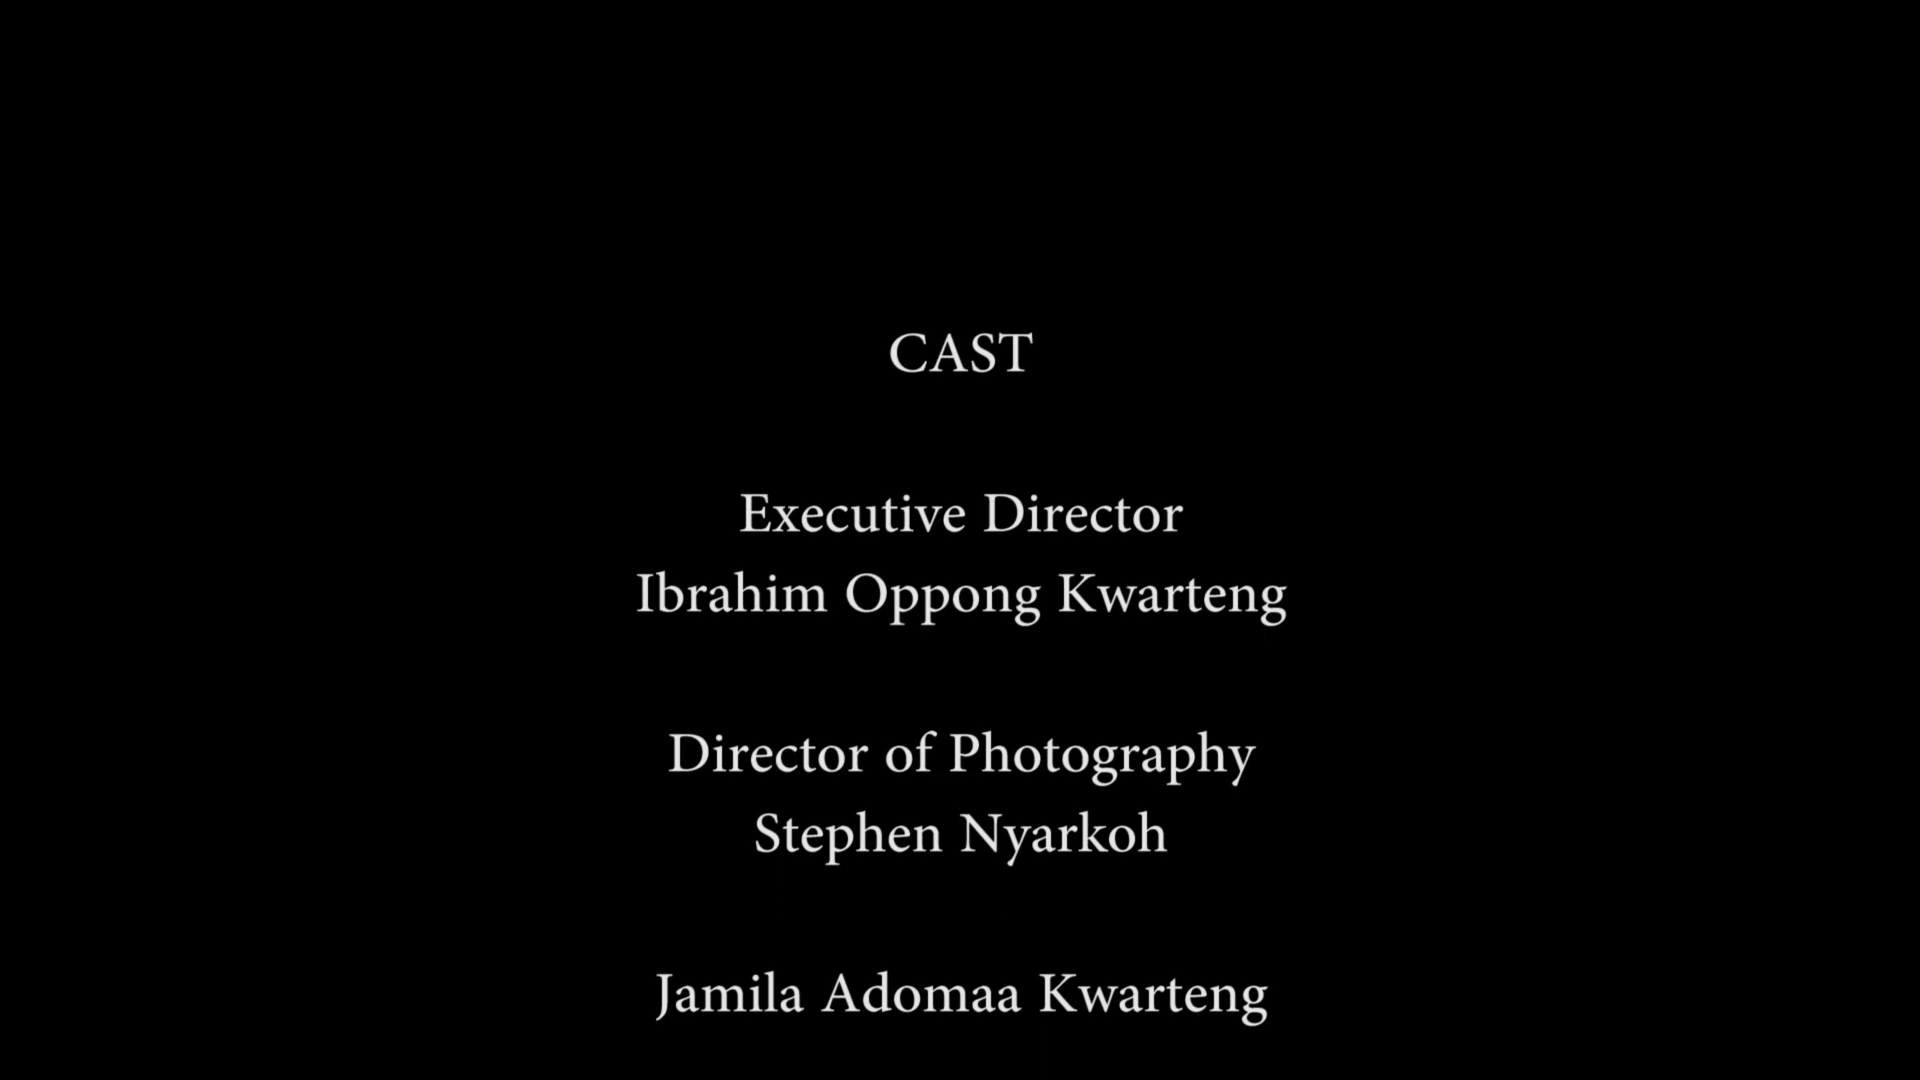 CAST
Executive Director
Ibrahim Oppong Kwarteng
Director of Photography
Stephen Nyarkoh
Jamila Adomaa Kwarteng